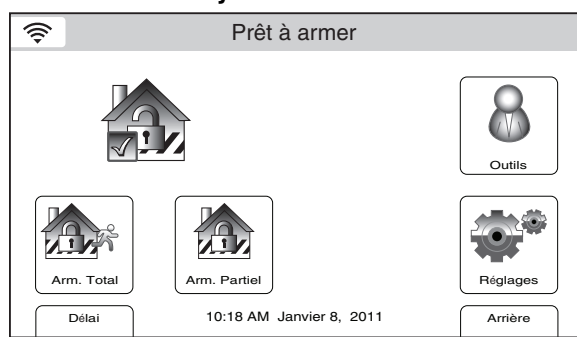 Prêt à armer
Outils
Arm. Total
Arm. Partiel
Réglages
Délai
10:18 AM Janvier 8, 2011
Arrière